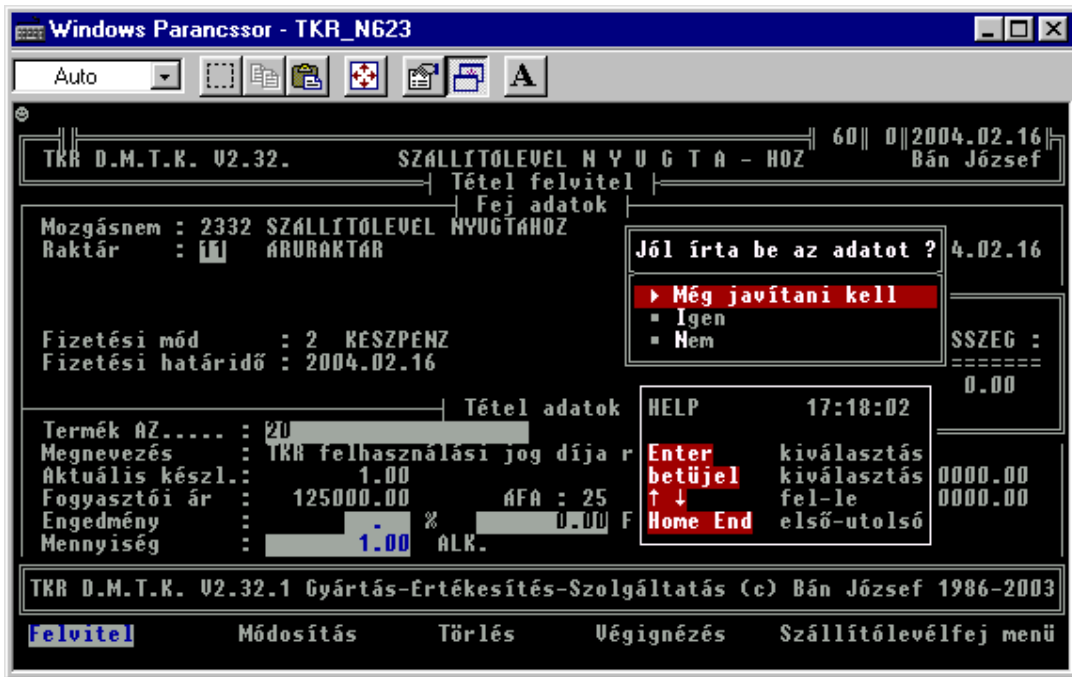 Windows Parancssor - TKR_N623
Auto
A
60 0 2004.02.16
TKR D.M.T.K. V2.32. SZÁLLÍTÓLEVÉL N Y U G T A - HOZ Bán József
Tétel felvitel
Fej adatok
Mozgásnem : 2332 SZÁLLÍTÓLEVÉL NYUGTÁHOZ
Raktár : 11 ÁRURAKTÁR
4.02.16
Jól írta be az adatot ?
Még javítani kell
Igen
Nem
Fizetési mód : 2 KÉSZPÉNZ
Fizetési határidő : 2004.02.16
SSZEG :
=======
0.00
Tétel adatok
Termék AZ..... : 20
Megnevezés : TKR felhasználási jog díja r
Aktuális készl.: 1.00
Fogyasztói ár : 125000.00 ÁFA : 25
Engedmény : . % 0.00 F
Mennyiség : 1.00 ALK.
HELP 17:18:02
Enter kiválasztás
betüjel kiválasztás
↑ ↓ fel-le
Home End első-utolsó
0000.00
0000.00
TKR D.M.T.K. V2.32.1 Gyártás-Értékesítés-Szolgáltatás (c) Bán József 1986-2003
Felvitel Módosítás Törlés Végignézés Szállítólevélfej menü